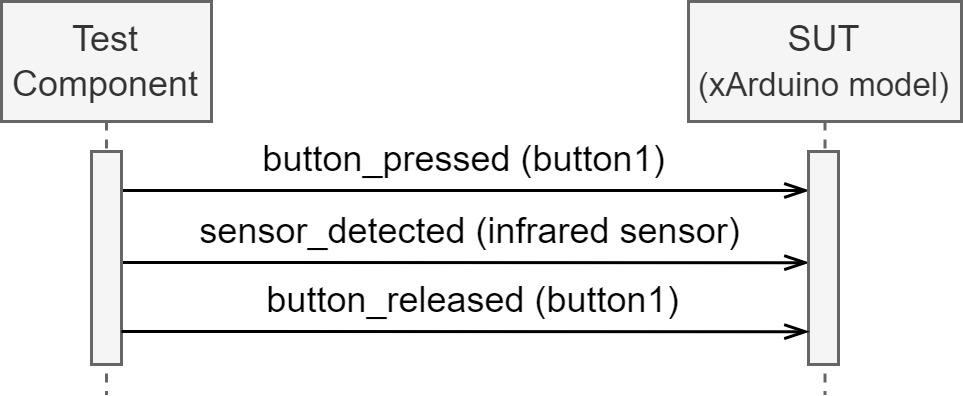 Test
Component
SUT
(xArduino model)
button_pressed (button1)
sensor_detected (infrared sensor)
button_released (button1)